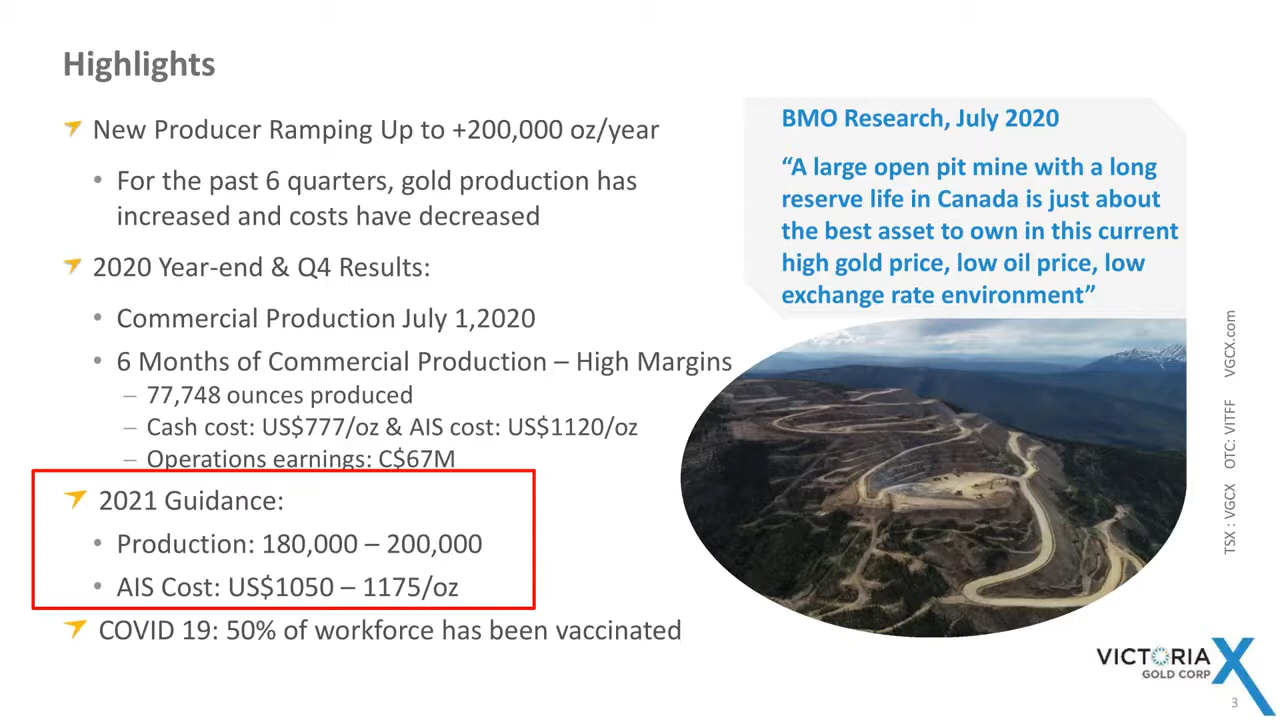 Highlights
New Producer Ramping Up to +200,000 oz/year
• For the past 6 quarters, gold production has
increased and costs have decreased
2020 Year-end & Q4 Results:
• Commercial Production July 1,2020
• 6 Months of Commercial Production – High Margins
– 77,748 ounces produced
– Cash cost: US$777/oz & AIS cost: US$1120/oz
– Operations earnings: C$67M
2021 Guidance:
• Production: 180,000 – 200,000
• AIS Cost: US$1050 – 1175/oz
COVID 19: 50% of workforce has been vaccinated
BMO Research, July 2020
“A large open pit mine with a long
reserve life in Canada is just about
the best asset to own in this current
high gold price, low oil price, low
exchange rate environment”
TSX : VGCX OTC: VITFF VGCX.com
VICTORIA
GOLD CORP
X
3